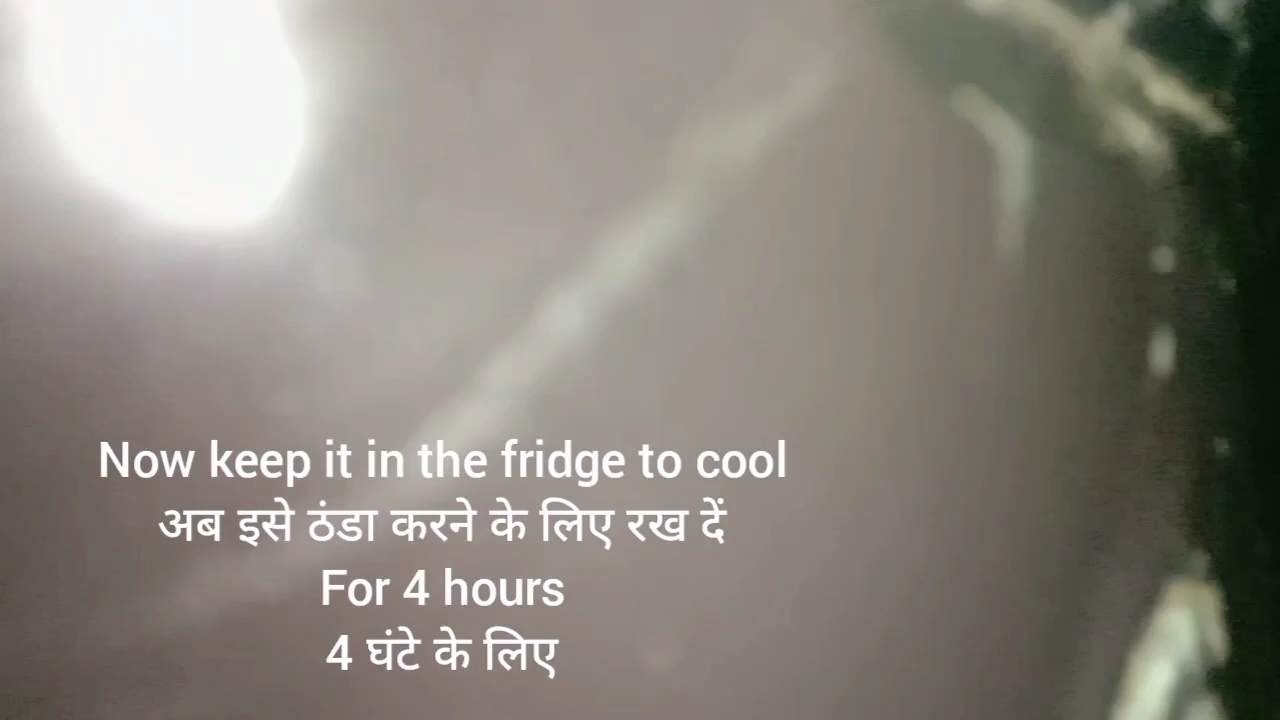 Now keep it in the fridge to cool
अब इसे ठंडा करने के लिए रख दें
For 4 hours
4 घंटे के लिए